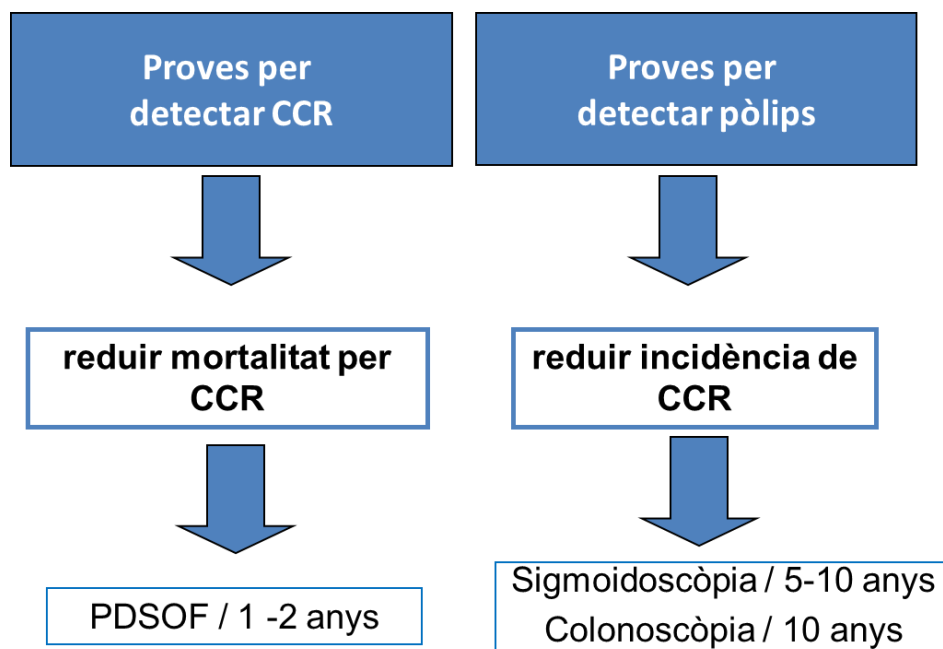 Proves per
detectar CCR
reduir mortalitat per
CCR
PDSOF / 1 -2 anys
Proves per
detectar pòlips
reduir incidència de
CCR
Sigmoidoscòpia / 5-10 anys
Colonoscòpia / 10 anys